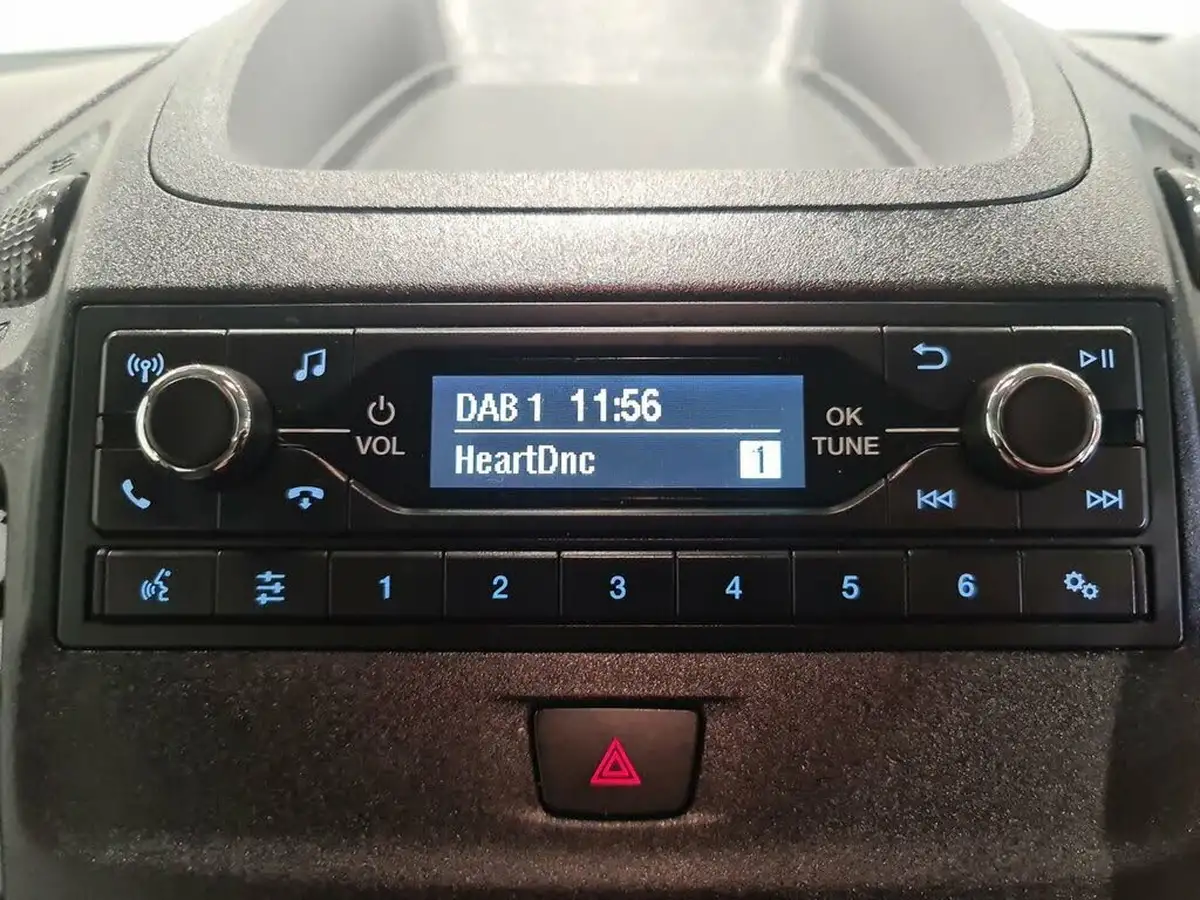 DAB 1 11:56
HeartDnc 1
VOL
OK
TUNE
1 2 3 4 5 6